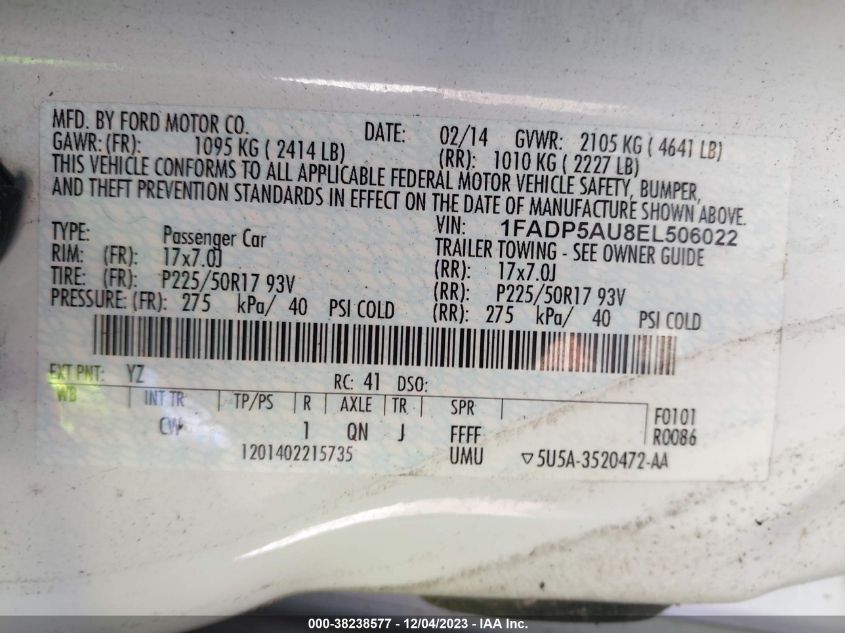 MFD. BY FORD MOTOR CO. DATE: 02/14 GVWR: 2105 KG ( 4641 LB)
GAWR: (FR): 1095 KG ( 2414 LB) (RR): 1010 KG ( 2227 LB)
THIS VEHICLE CONFORMS TO ALL APPLICABLE FEDERAL MOTOR VEHICLE SAFETY, BUMPER,
AND THEFT PREVENTION STANDARDS IN EFFECT ON THE DATE OF MANUFACTURE SHOWN ABOVE.
VIN: 1FADP5AU8EL506022
TYPE: Passenger Car TRAILER TOWING - SEE OWNER GUIDE
RIM: (FR): 17x7.0J (RR): 17x7.0J
TIRE: (FR): P225/50R17 93V (RR): P225/50R17 93V
PRESSURE: (FR): 275 kPa/ 40 PSI COLD (RR): 275 kPa/ 40 PSI COLD
EXT PNT: YZ RC: 41 DSO:
WB INT TR TP/PS R AXLE TR SPR F0101
CW 1 QN J FFFF R0086
1201402215735 UMU ▽5U5A-3520472-AA
000-38238577 - 12/04/2023 - IAA Inc.